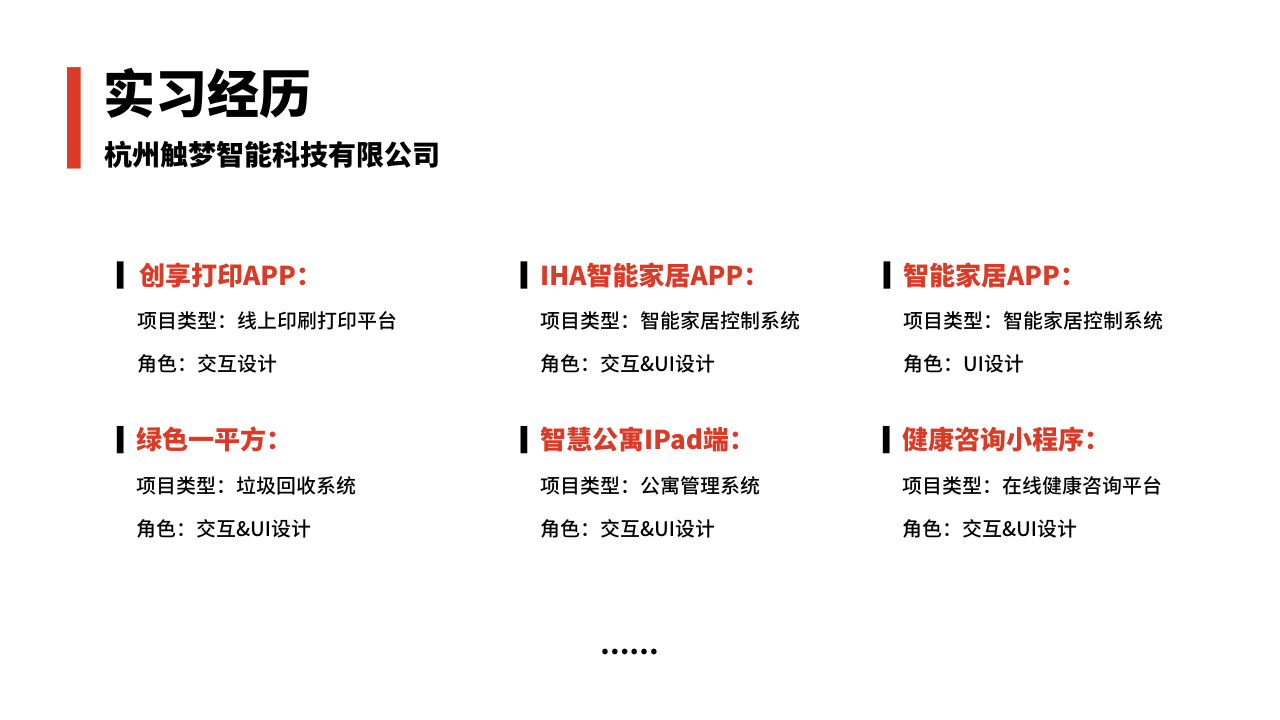 实习经历
杭州触梦智能科技有限公司
创享打印APP：
项目类型：线上印刷打印平台
角色：交互设计
IHA智能家居APP：
项目类型：智能家居控制系统
角色：交互&UI设计
智能家居APP：
项目类型：智能家居控制系统
角色：UI设计
绿色一平方：
项目类型：垃圾回收系统
角色：交互&UI设计
智慧公寓IPad端：
项目类型：公寓管理系统
角色：交互&UI设计
健康咨询小程序：
项目类型：在线健康咨询平台
角色：交互&UI设计
......